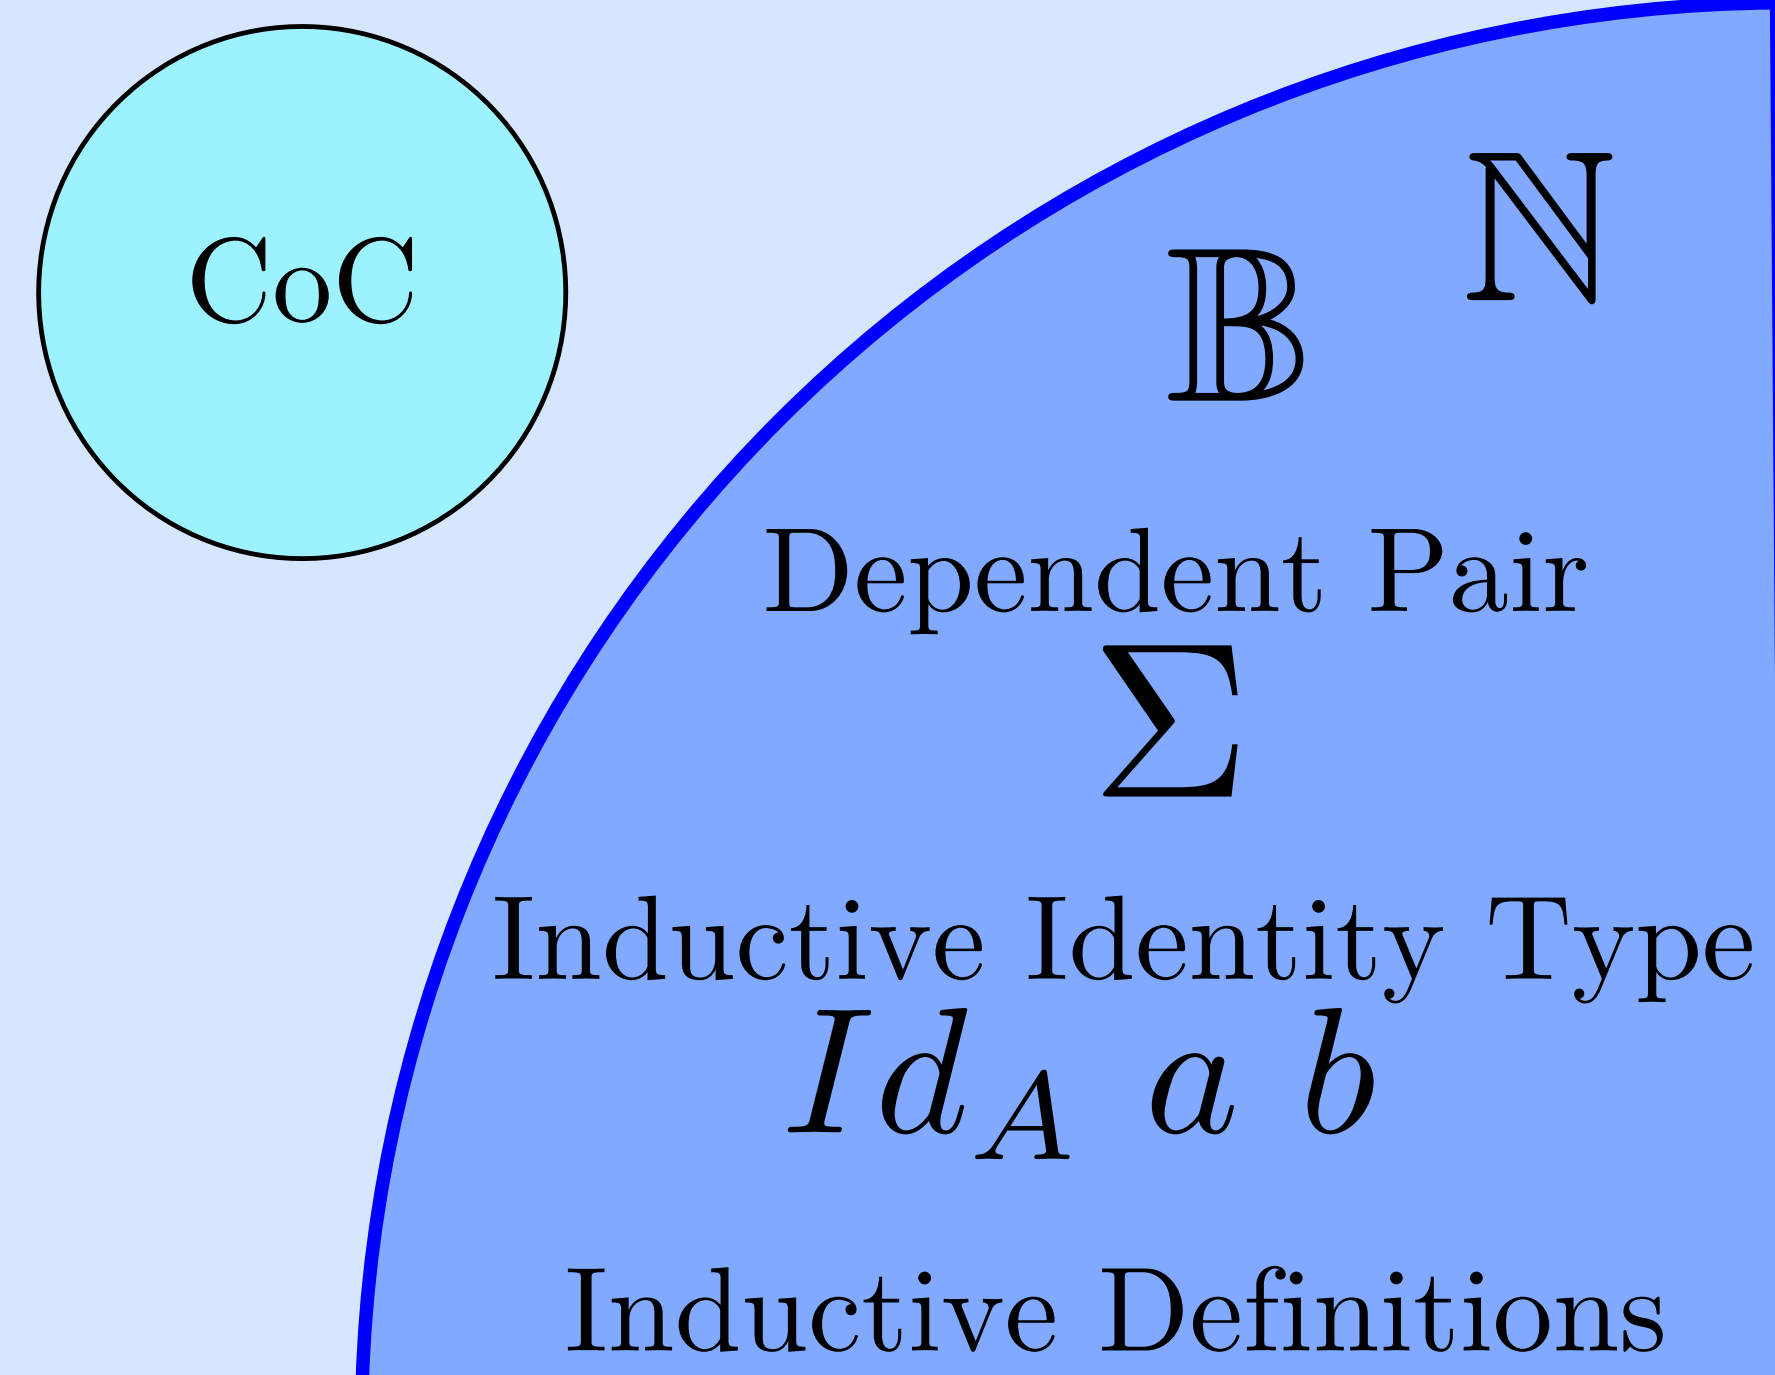 CoC
ℕ
𝔹
Dependent Pair
Σ
Inductive Identity Type
Id_A a b
Inductive Definitions